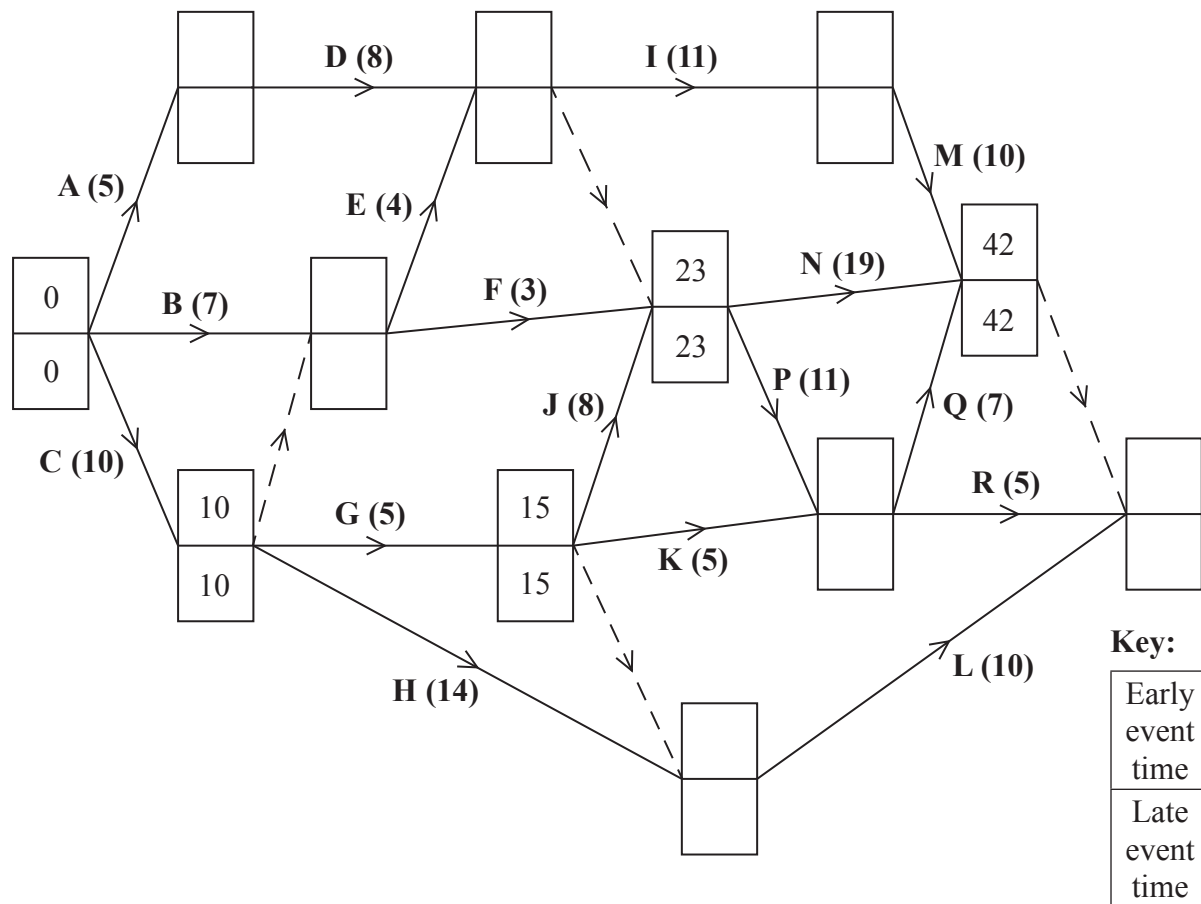 D (8)
I (11)
A (5)
E (4)
M (10)
0
0
B (7)
F (3)
23
23
N (19)
42
42
C (10)
J (8)
P (11)
Q (7)
10
10
G (5)
15
15
K (5)
R (5)
H (14)
L (10)
Key:
Early
event
time
Late
event
time